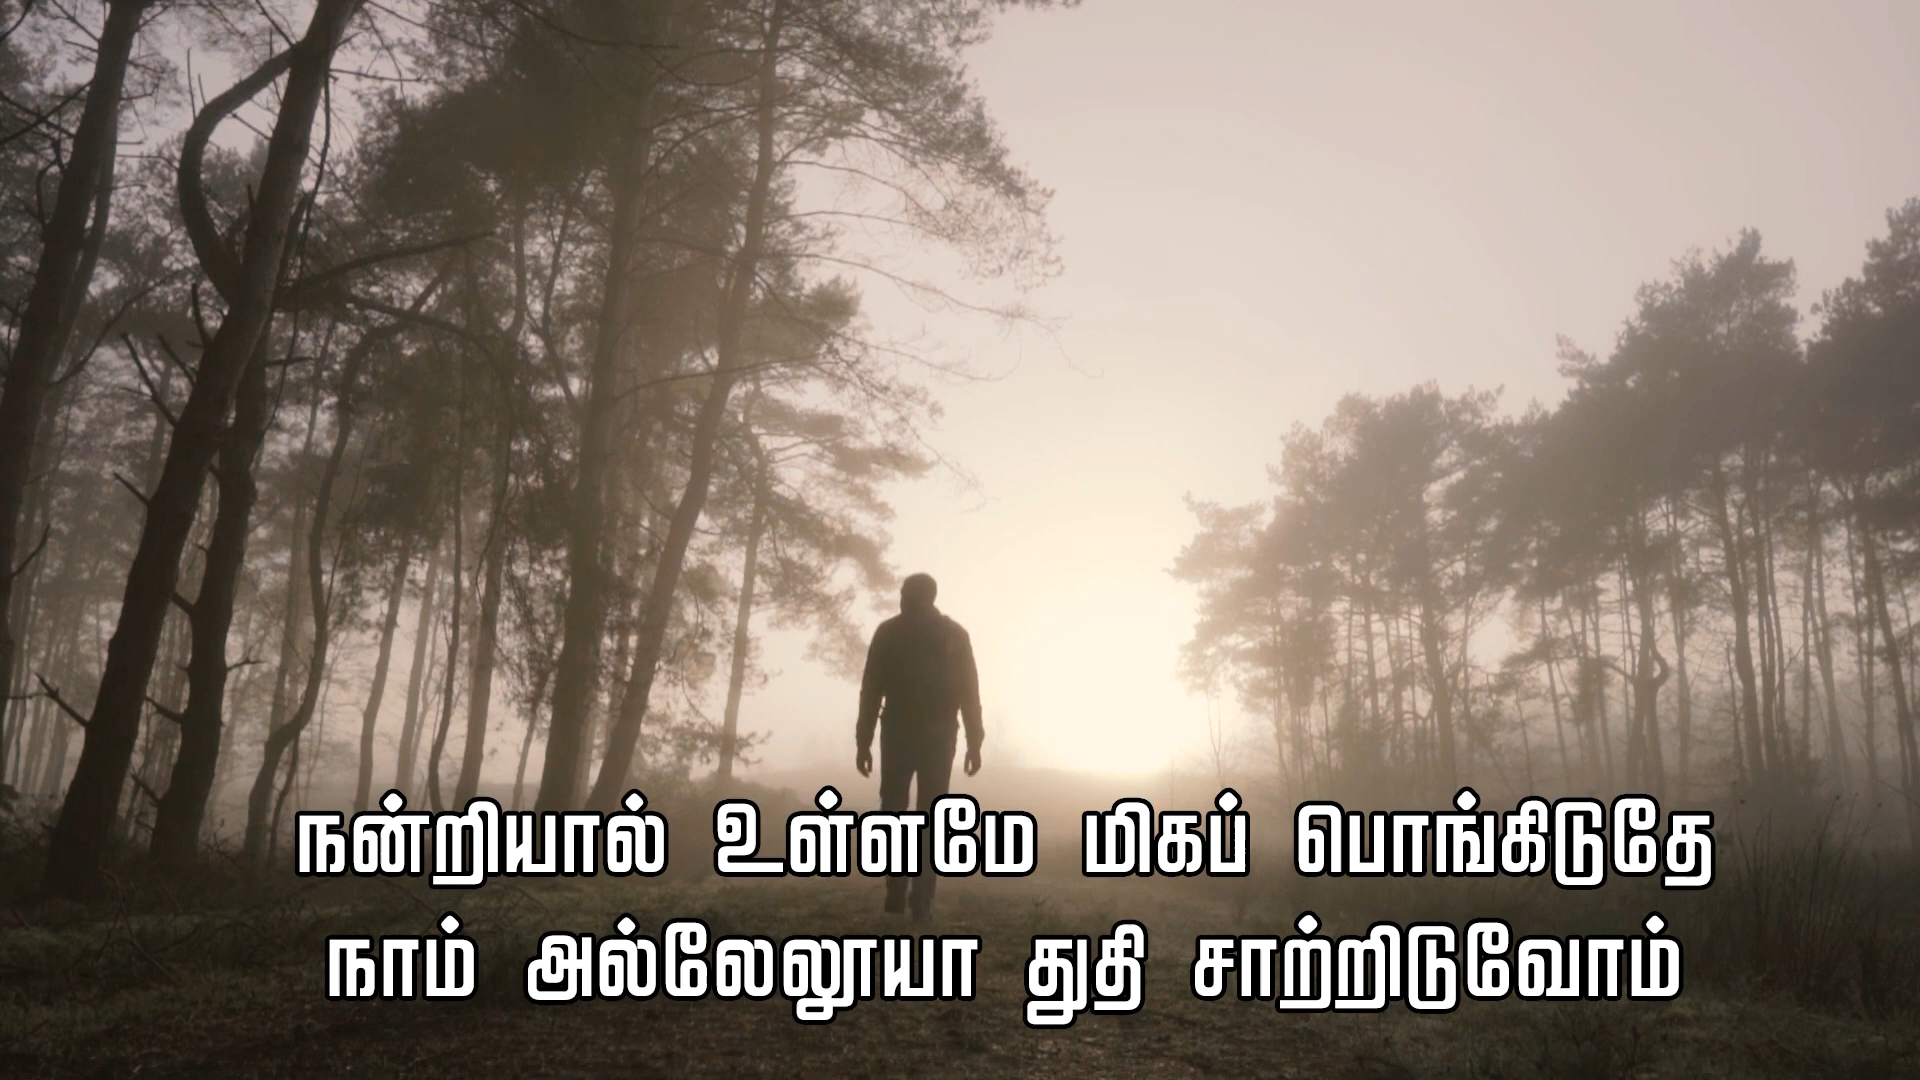 நன்றியால் உள்ளமே மிகப் பொங்கிடுதே
நாம் அல்லேலூயா துதி சாற்றிடுவோம்